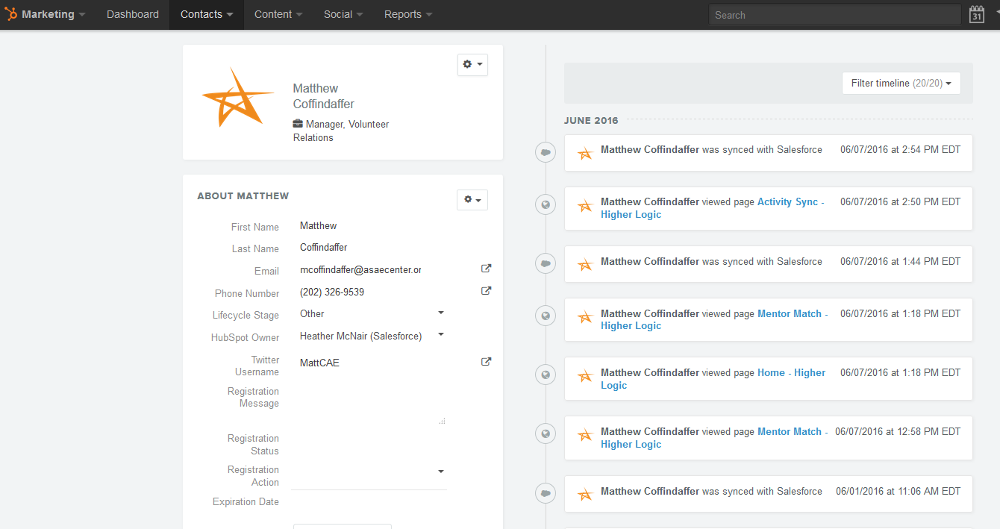 Marketing Dashboard Contacts Content Social Reports Search 31
Matthew
Coffindaffer
Manager, Volunteer
Relations
ABOUT MATTHEW
First Name Matthew
Last Name Coffindaffer
Email mcoffindaffer@asaecenter.or
Phone Number (202) 326-9539
Lifecycle Stage Other
HubSpot Owner Heather McNair (Salesforce)
Twitter
Username MattCAE
Registration
Message
Registration
Status
Registration
Action
Expiration Date
Filter timeline (20/20)
JUNE 2016
Matthew Coffindaffer was synced with Salesforce 06/07/2016 at 2:54 PM EDT
Matthew Coffindaffer viewed page Activity Sync - 06/07/2016 at 2:50 PM EDT
Higher Logic
Matthew Coffindaffer was synced with Salesforce 06/07/2016 at 1:44 PM EDT
Matthew Coffindaffer viewed page Mentor Match - 06/07/2016 at 1:18 PM EDT
Higher Logic
Matthew Coffindaffer viewed page Home - Higher 06/07/2016 at 1:18 PM EDT
Logic
Matthew Coffindaffer viewed page Mentor Match - 06/07/2016 at 12:58 PM EDT
Higher Logic
Matthew Coffindaffer was synced with Salesforce 06/01/2016 at 11:06 AM EDT